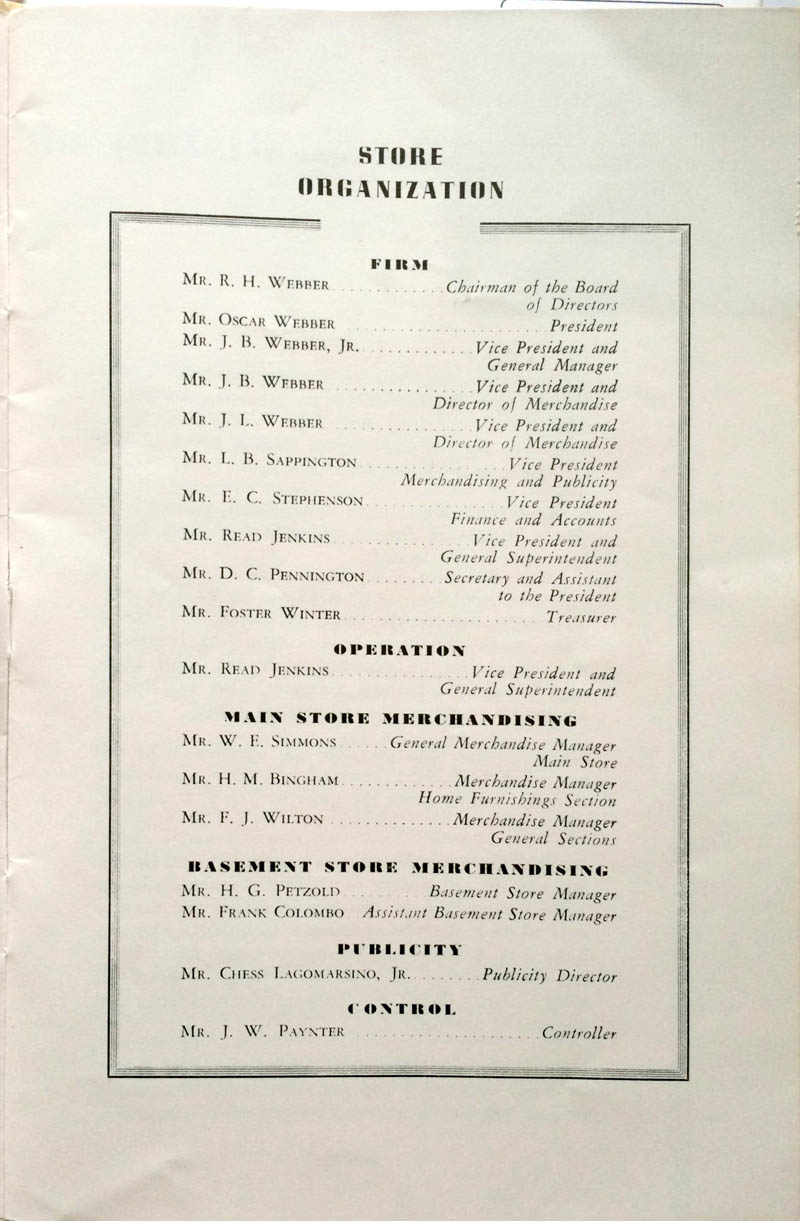 STORE
ORGANIZATION
FIRM
Mr. R. H. Webber ............ Chairman of the Board
of Directors
Mr. Oscar Webber ...................... President
Mr. J. B. Webber, Jr. ............ Vice President and
General Manager
Mr. J. B. Webber ................ Vice President and
Director of Merchandise
Mr. J. L. Webber ................ Vice President and
Director of Merchandise
Mr. L. B. Sappington ................ Vice President
Merchandising and Publicity
Mr. E. C. Stephenson ............... Vice President
Finance and Accounts
Mr. Read Jenkins ................ Vice President and
General Superintendent
Mr. D. C. Pennington ........ Secretary and Assistant
to the President
Mr. Foster Winter ...................... Treasurer
OPERATION
Mr. Read Jenkins ................ Vice President and
General Superintendent
MAIN STORE MERCHANDISING
Mr. W. E. Simmons ...... General Merchandise Manager
Main Store
Mr. H. M. Bingham ............. Merchandise Manager
Home Furnishings Section
Mr. F. J. Wilton .............. Merchandise Manager
General Sections
BASEMENT STORE MERCHANDISING
Mr. H. G. Petzold ........ Basement Store Manager
Mr. Frank Colombo Assistant Basement Store Manager
PUBLICITY
Mr. Chess Lagomarsino, Jr. ........ Publicity Director
CONTROL
Mr. J. W. Paynter ..................... Controller